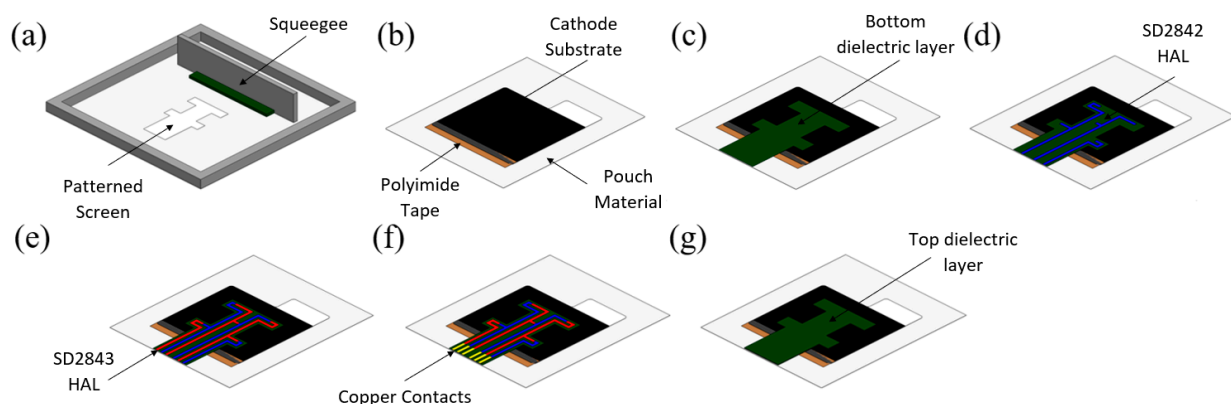 (a)
Squeegee
Patterned
Screen
(b)
Cathode
Substrate
Polyimide
Tape
Pouch
Material
(c)
Bottom
dielectric layer
(d)
SD2842
HAL
(e)
SD2843
HAL
(f)
Copper Contacts
(g)
Top dielectric
layer